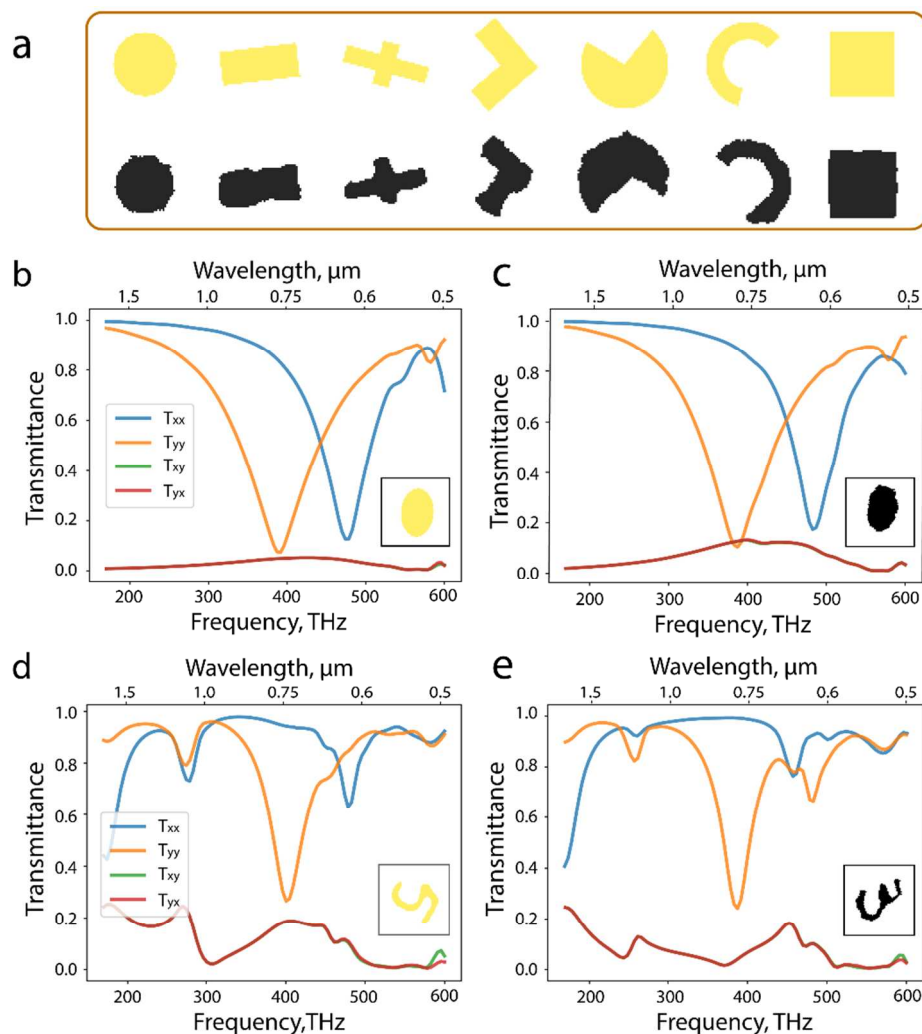 a
b
Wavelength, µm
1.5 1.0 0.75 0.6 0.5
Transmittance
1.0
0.8
0.6
0.4
0.2
0.0
Txx
Tyy
Txy
Tyx
200 300 400 500 600
Frequency, THz
c
Wavelength, µm
1.5 1.0 0.75 0.6 0.5
Transmittance
1.0
0.8
0.6
0.4
0.2
0.0
200 300 400 500 600
Frequency, THz
d
Wavelength, µm
1.5 1.0 0.75 0.6 0.5
Transmittance
1.0
0.8
0.6
0.4
0.2
0.0
Txx
Tyy
Txy
Tyx
200 300 400 500 600
Frequency,THz
e
Wavelength, µm
1.5 1.0 0.75 0.6 0.5
Transmittance
1.0
0.8
0.6
0.4
0.2
0.0
200 300 400 500 600
Frequency, THz